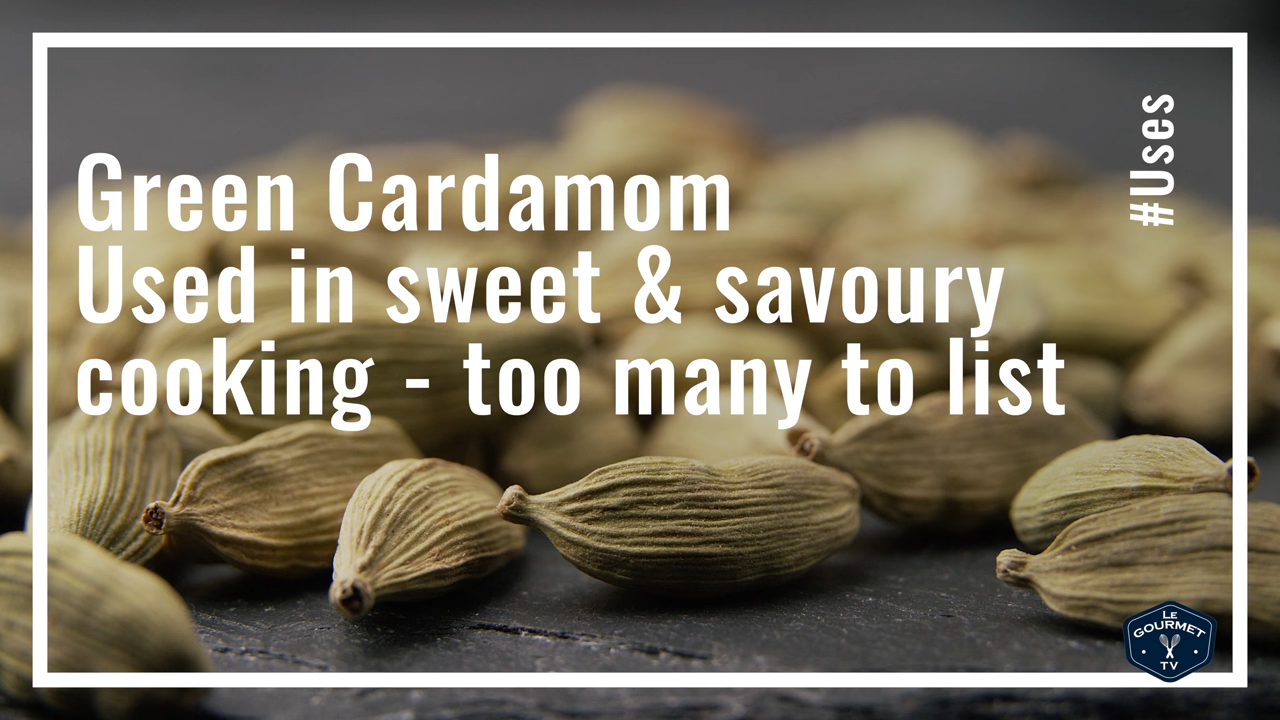 #Uses
Green Cardamom
Used in sweet & savoury
cooking - too many to list
LE
GOURMET
TV